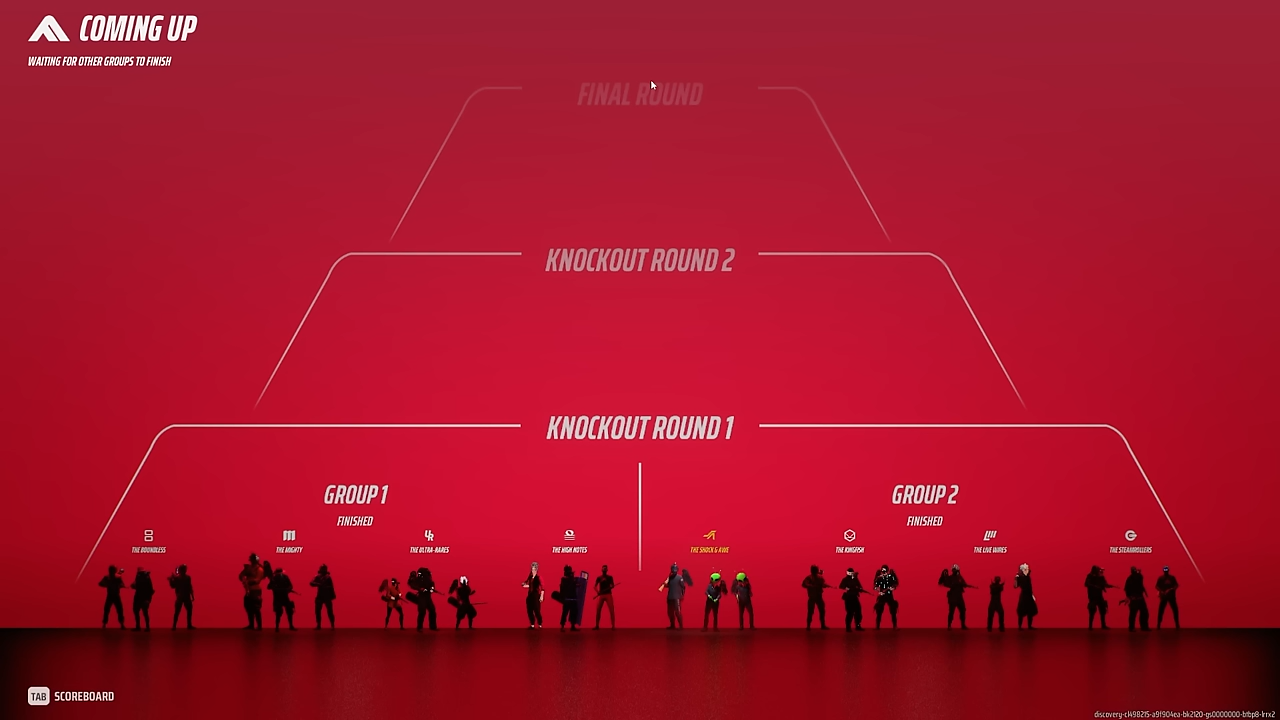 COMING UP
WAITING FOR OTHER GROUPS TO FINISH
FINAL ROUND
KNOCKOUT ROUND 2
KNOCKOUT ROUND 1
GROUP 1
FINISHED
GROUP 2
FINISHED
THE BOUNDLESS
THE MIGHTY
THE ULTRA-RARES
THE HIGH NOTES
THE SHOCK & AWE
THE KINGFISH
THE LIVE WIRES
THE STEAMROLLERS
TAB SCOREBOARD